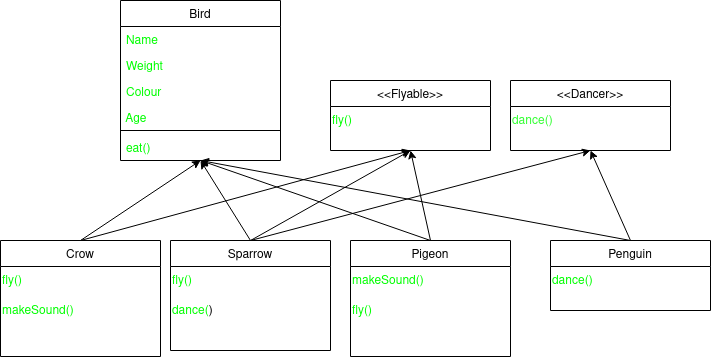 Bird
Name
Weight
Colour
Age
eat()
<<Flyable>>
fly()
<<Dancer>>
dance()
Crow
fly()
makeSound()
Sparrow
fly()
dance()
Pigeon
makeSound()
fly()
Penguin
dance()